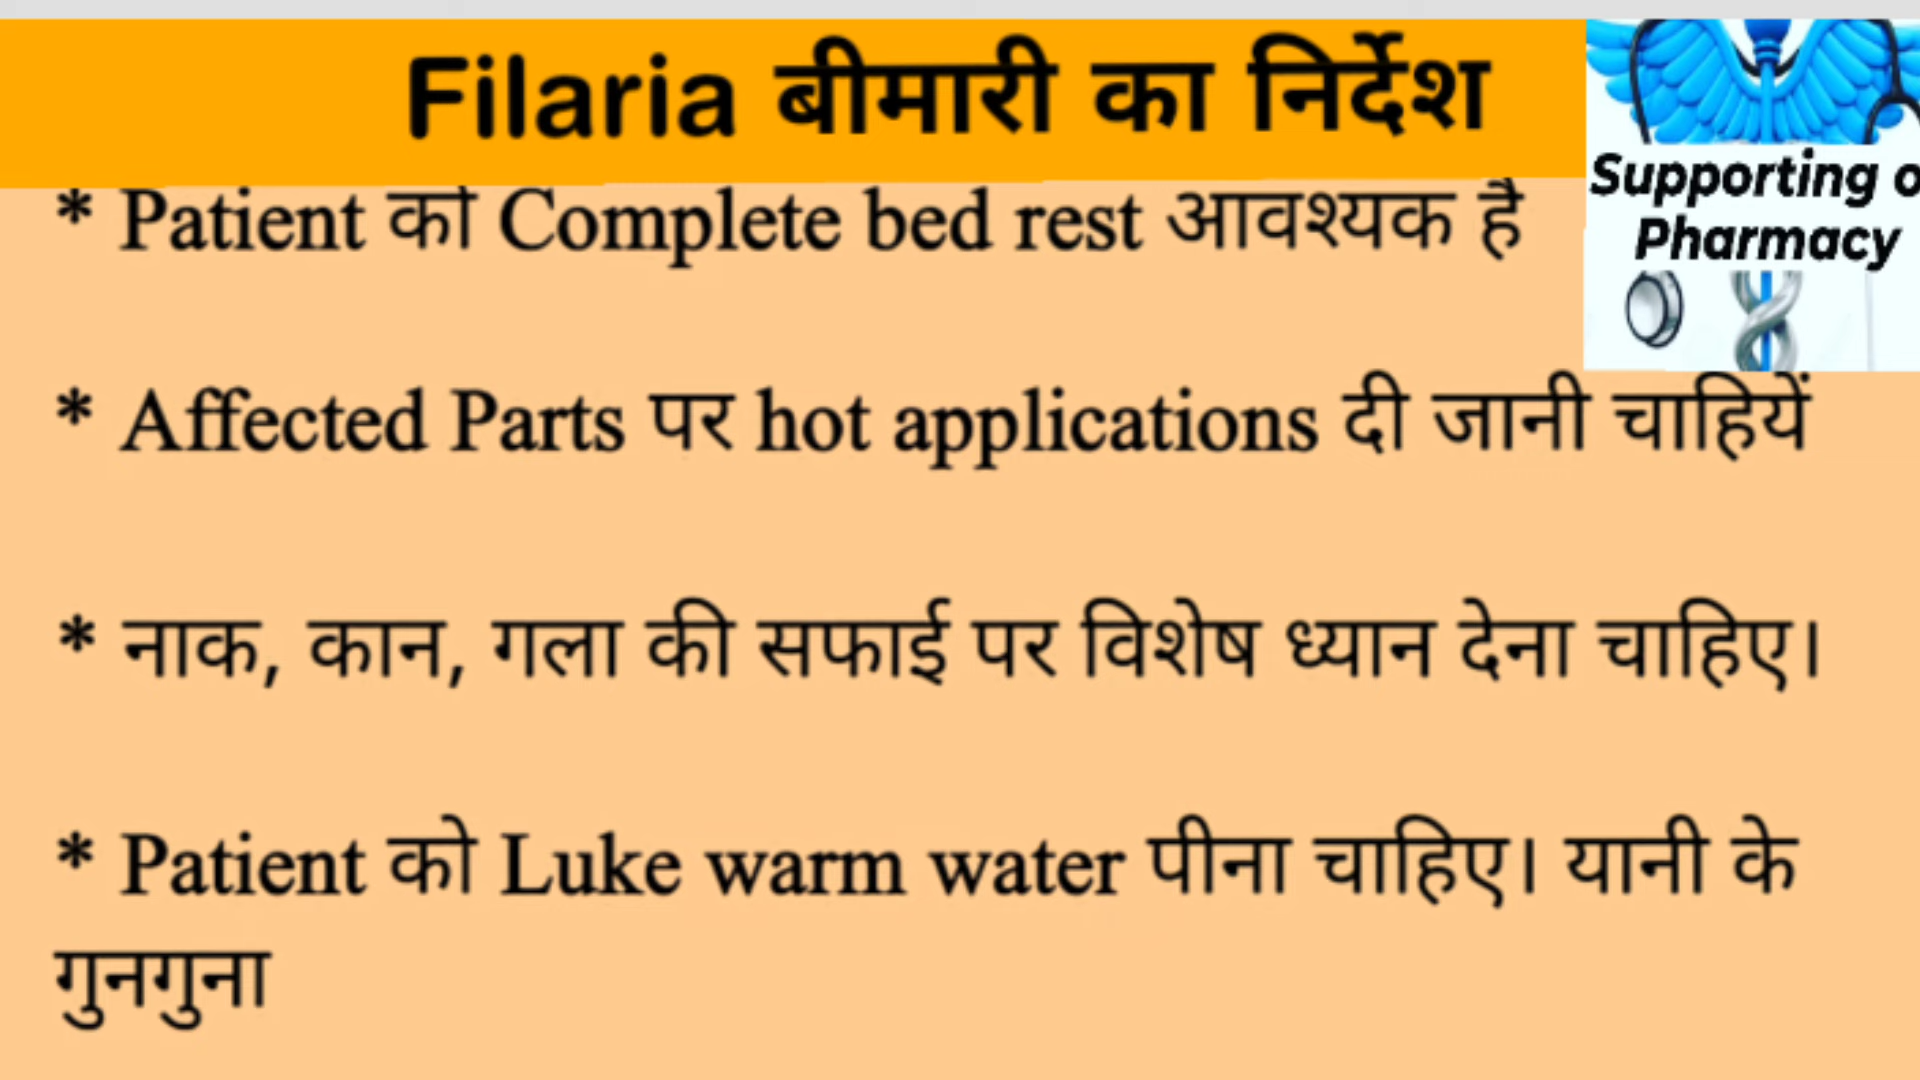 Filaria बीमारी का निर्देश
Supporting o
Pharmacy
* Patient को Complete bed rest आवश्यक है
* Affected Parts पर hot applications दी जानी चाहियें
* नाक, कान, गला की सफाई पर विशेष ध्यान देना चाहिए।
* Patient को Luke warm water पीना चाहिए। यानी के
गुनगुना